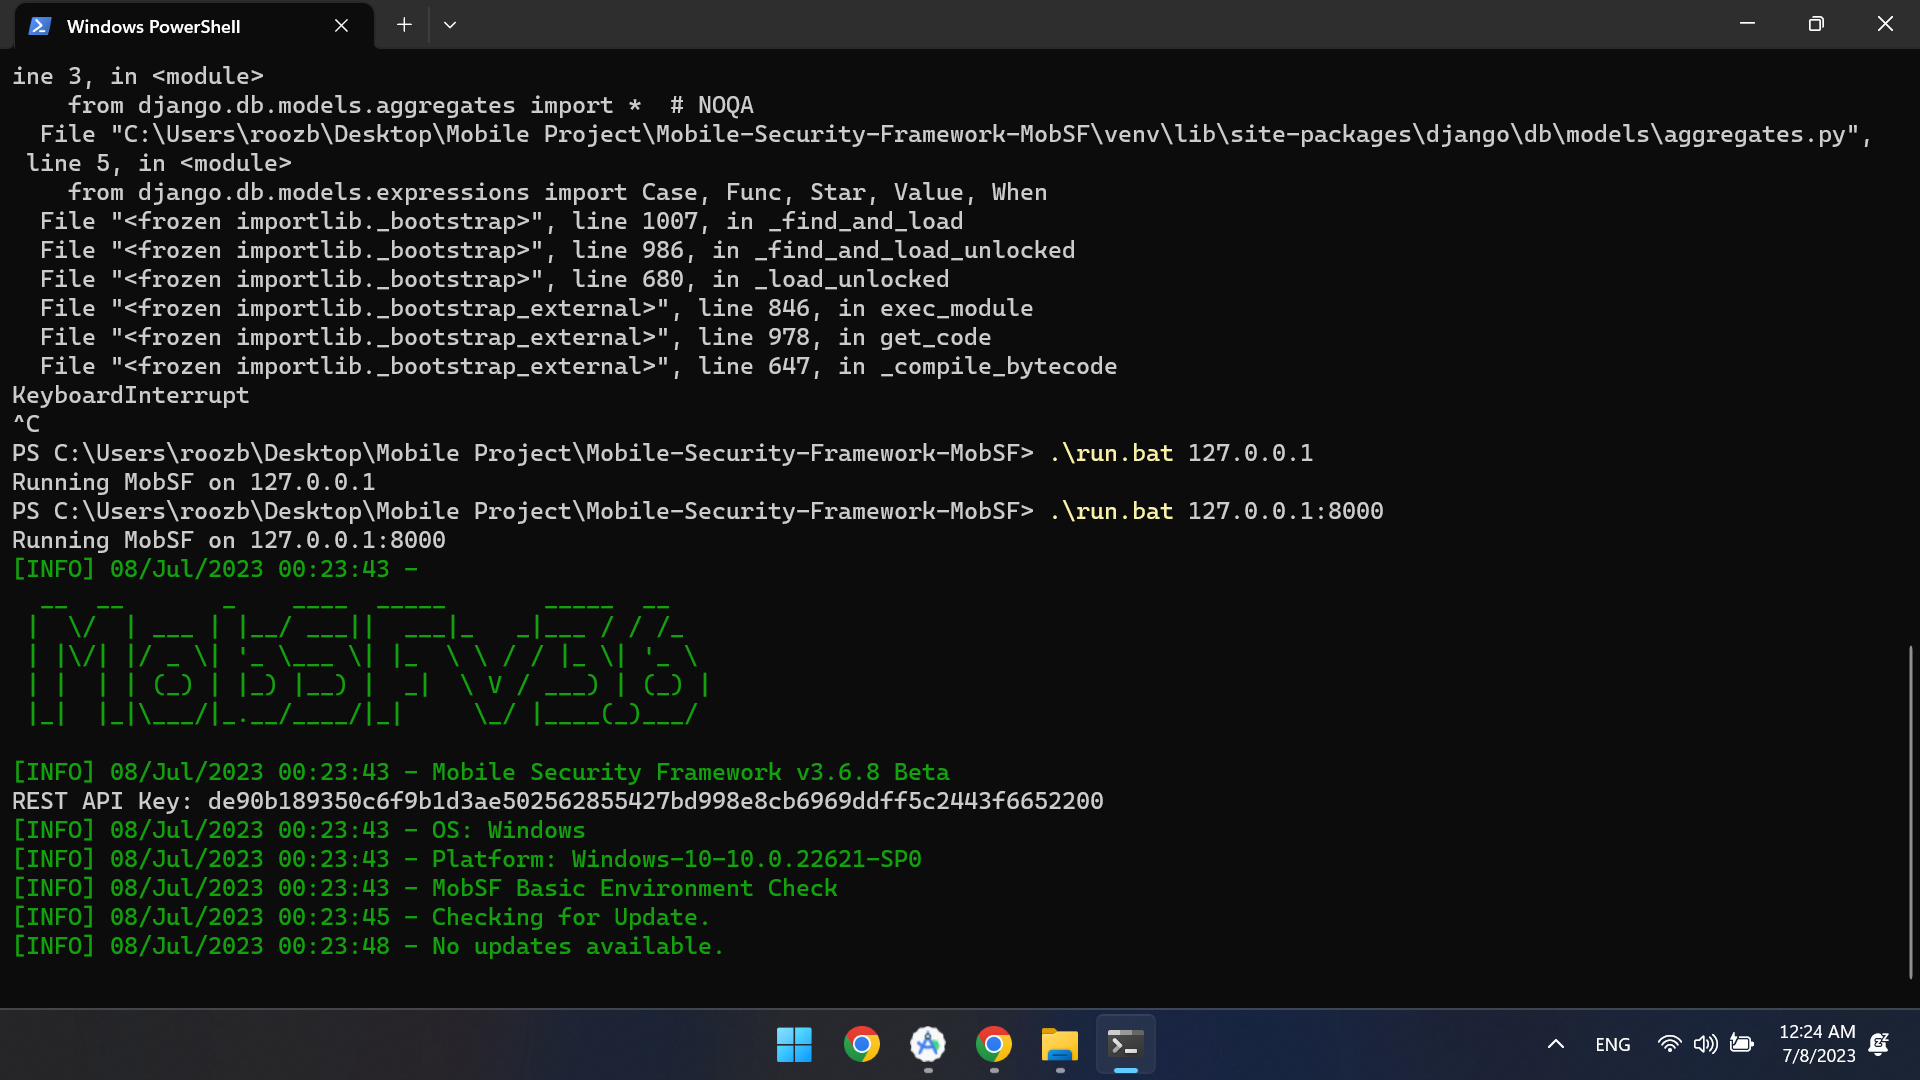 Windows PowerShell
ine 3, in <module>
    from django.db.models.aggregates import *  # NOQA
  File "C:\Users\roozb\Desktop\Mobile Project\Mobile-Security-Framework-MobSF\venv\lib\site-packages\django\db\models\aggregates.py",
 line 5, in <module>
    from django.db.models.expressions import Case, Func, Star, Value, When
  File "<frozen importlib._bootstrap>", line 1007, in _find_and_load
  File "<frozen importlib._bootstrap>", line 986, in _find_and_load_unlocked
  File "<frozen importlib._bootstrap>", line 680, in _load_unlocked
  File "<frozen importlib._bootstrap_external>", line 846, in exec_module
  File "<frozen importlib._bootstrap_external>", line 978, in get_code
  File "<frozen importlib._bootstrap_external>", line 647, in _compile_bytecode
KeyboardInterrupt
^C
PS C:\Users\roozb\Desktop\Mobile Project\Mobile-Security-Framework-MobSF> .\run.bat 127.0.0.1
Running MobSF on 127.0.0.1
PS C:\Users\roozb\Desktop\Mobile Project\Mobile-Security-Framework-MobSF> .\run.bat 127.0.0.1:8000
Running MobSF on 127.0.0.1:8000
[INFO] 08/Jul/2023 00:23:43 -
MobSF v3.6
[INFO] 08/Jul/2023 00:23:43 - Mobile Security Framework v3.6.8 Beta
REST API Key: de90b189350c6f9b1d3ae502562855427bd998e8cb6969ddff5c2443f6652200
[INFO] 08/Jul/2023 00:23:43 - OS: Windows
[INFO] 08/Jul/2023 00:23:43 - Platform: Windows-10-10.0.22621-SP0
[INFO] 08/Jul/2023 00:23:43 - MobSF Basic Environment Check
[INFO] 08/Jul/2023 00:23:45 - Checking for Update.
[INFO] 08/Jul/2023 00:23:48 - No updates available.
ENG
12:24 AM
7/8/2023